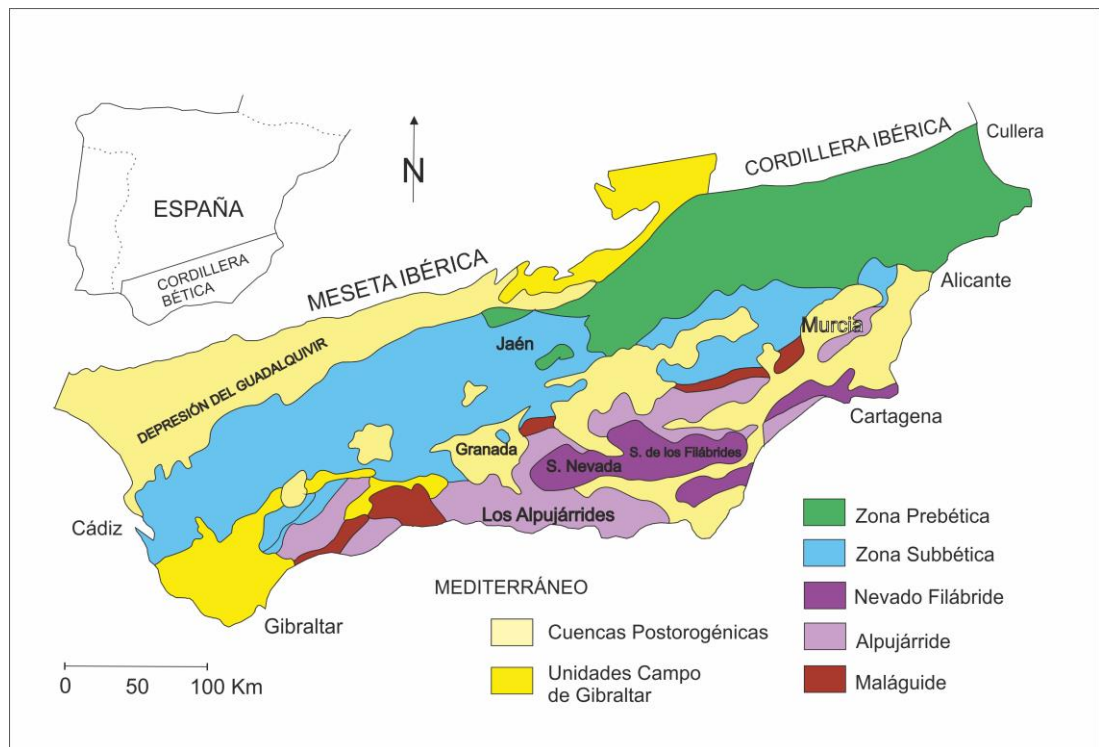 CORDILLERA IBÉRICA
Cullera
N
ESPAÑA
CORDILLERA
BÉTICA
MESETA IBÉRICA
Alicante
Murcia
Jaén
DEPRESIÓN DEL GUADALQUIVIR
Cartagena
Granada
S. de los Filábrides
S. Nevada
Los Alpujárrides
Cádiz
Gibraltar
MEDITERRÁNEO
Zona Prebética
Zona Subbética
Nevado Filábride
Alpujárride
Maláguide
Cuencas Postorogénicas
Unidades Campo
de Gibraltar
0 50 100 Km